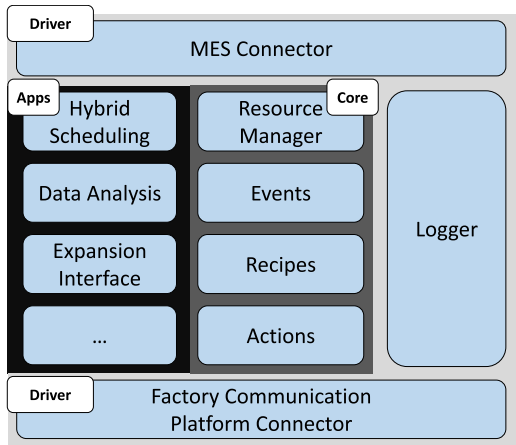 Driver
MES Connector
Apps
Hybrid
Scheduling
Data Analysis
Expansion
Interface
...
Core
Resource
Manager
Events
Recipes
Actions
Logger
Driver
Factory Communication
Platform Connector